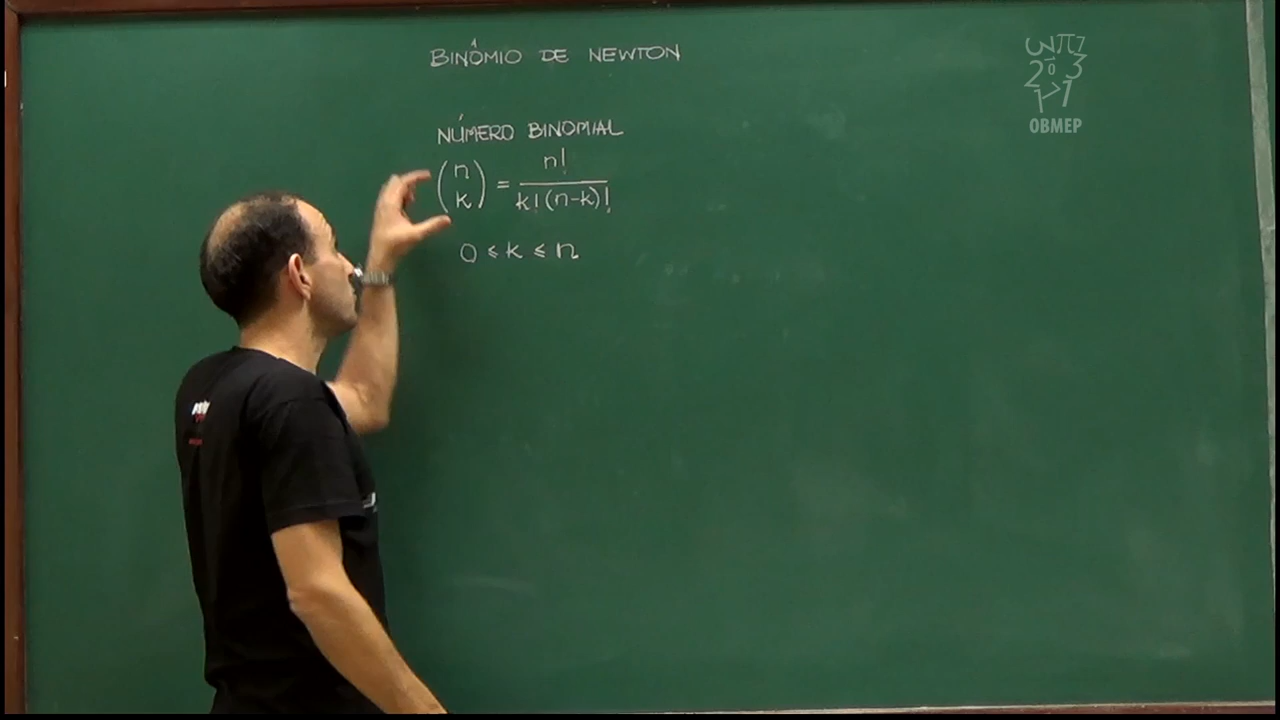 BINÔMIO DE NEWTON
NÚMERO BINOMIAL
(n k) = n! / k!(n-k)!
0 ≤ k ≤ n
OBMEP